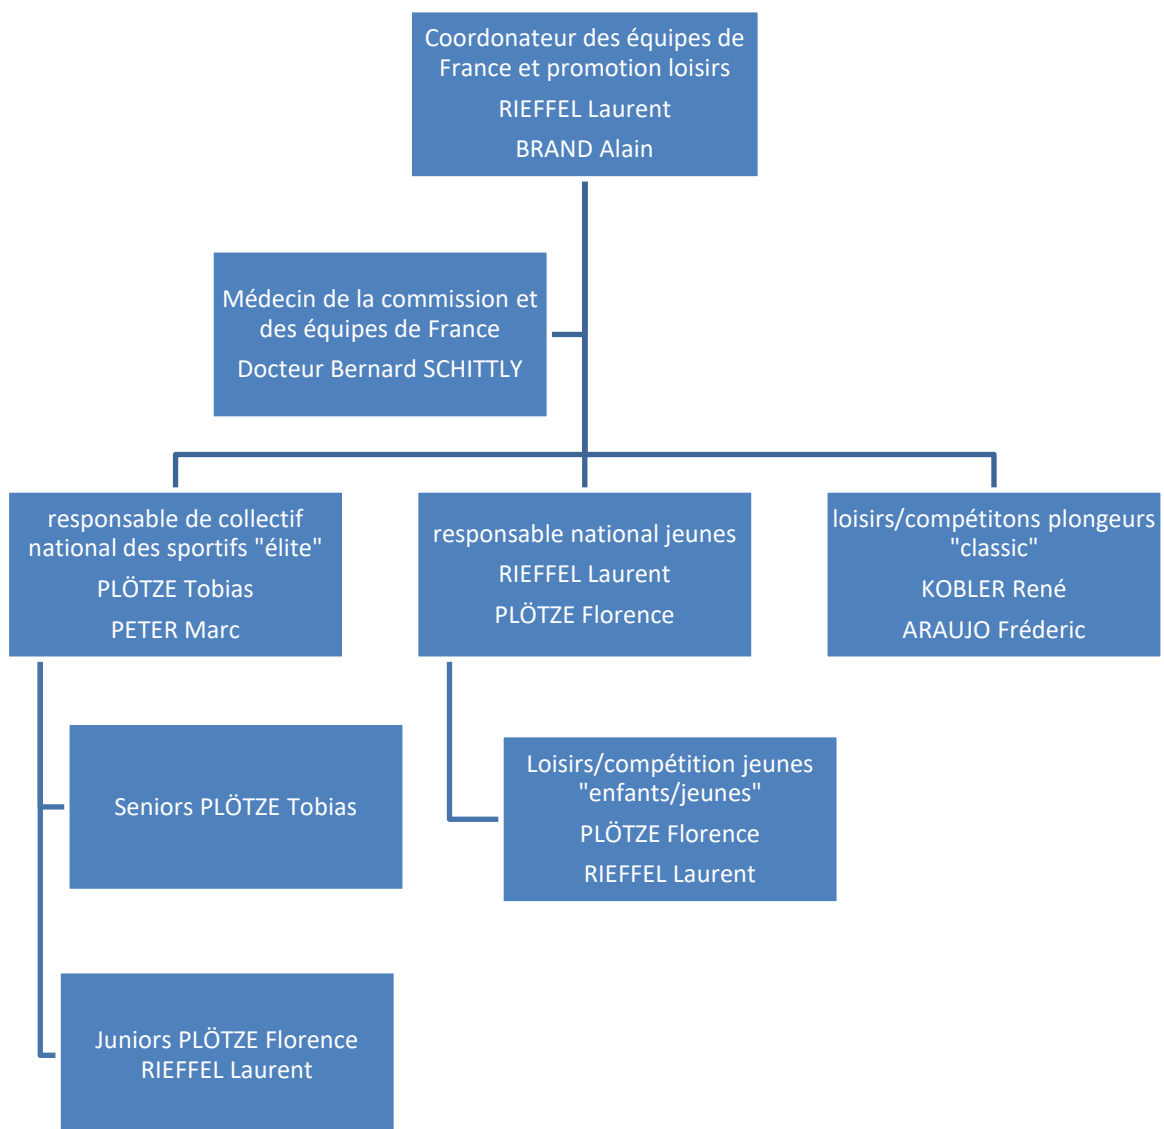 Coordonateur des équipes de
France et promotion loisirs
RIEFFEL Laurent
BRAND Alain
Médecin de la commission et
des équipes de France
Docteur Bernard SCHITTLY
responsable de collectif
national des sportifs "élite"
PLÖTZE Tobias
PETER Marc
responsable national jeunes
RIEFFEL Laurent
PLÖTZE Florence
loisirs/compétitons plongeurs
"classic"
KOBLER René
ARAUJO Fréderic
Seniors PLÖTZE Tobias
Loisirs/compétition jeunes
"enfants/jeunes"
PLÖTZE Florence
RIEFFEL Laurent
Juniors PLÖTZE Florence
RIEFFEL Laurent